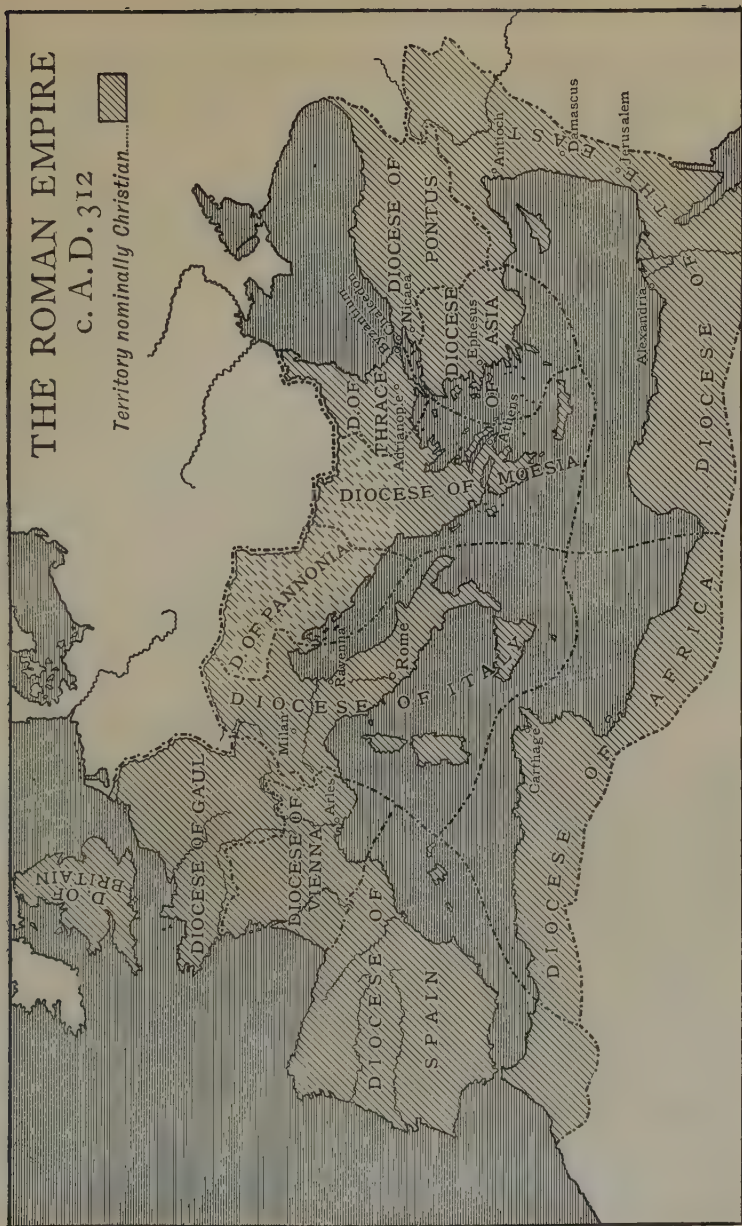 THE ROMAN EMPIRE
c. A.D. 312
Territory nominally Christian......
D. OF
BRITAIN
DIOCESE OF GAUL
DIOCESE OF
VIENNA
Arles
Milan
D. OF PANNONIA
DIOCESE OF ITALY
Ravenna
Rome
DIOCESE OF
SPAIN
DIOCESE OF MOESIA
D. OF
THRACE
Adrianople
Byzantium
Chalcedon
Nicaea
DIOCESE OF
PONTUS
DIOCESE
OF
ASIA
Ephesus
Athens
Antioch
Damascus
Jerusalem
THE EAST
Alexandria
DIOCESE OF
Carthage
DIOCESE OF AFRICA